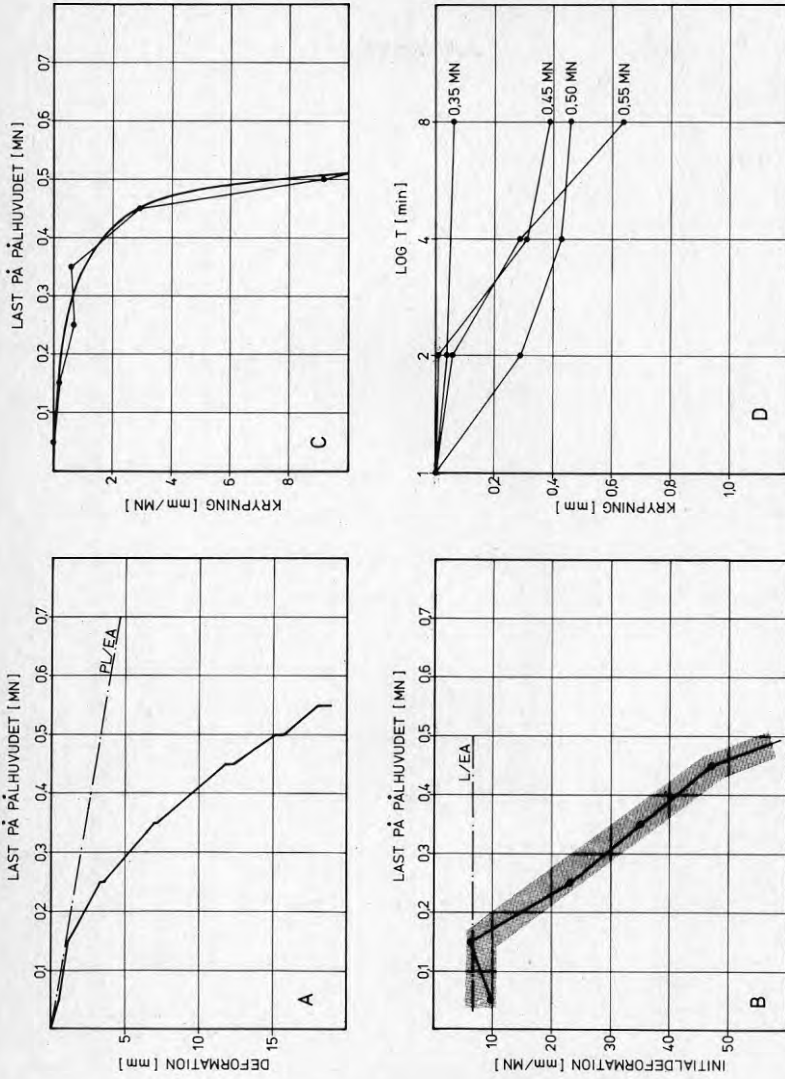 LAST PÅ PÅLHUVUDET [MN]
0,1 0,2 0,3 0,4 0,5 0,6 0,7
DEFORMATION [mm]
5
10
15
PL/EA
A
LAST PÅ PÅLHUVUDET [MN]
0,1 0,2 0,3 0,4 0,5 0,6 0,7
KRYPNING [mm/MN]
2
4
6
8
C
LAST PÅ PÅLHUVUDET [MN]
0,1 0,2 0,3 0,4 0,5 0,6 0,7
INITIALDEFORMATION [mm/MN]
10
20
30
40
50
L/EA
B
LOG T [min]
1 2 4 8
KRYPNING [mm]
0,2
0,4
0,6
0,8
1,0
0,35 MN
0,45 MN
0,50 MN
0,55 MN
D